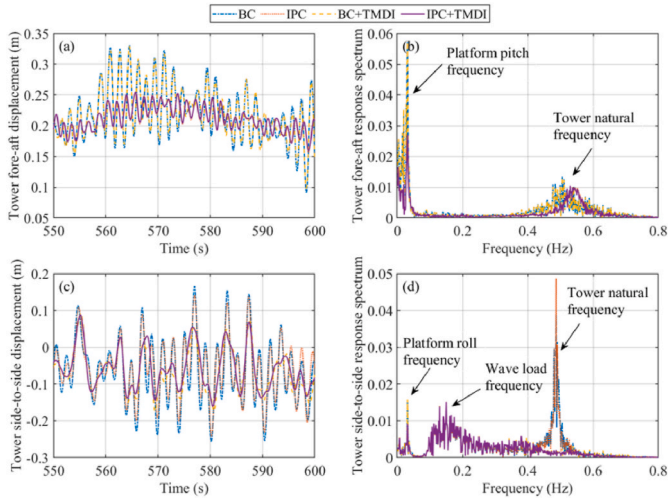 BC IPC BC+TMDI IPC+TMDI
(a)
Tower fore-aft displacement (m)
0.35
0.3
0.25
0.2
0.15
0.1
0.05
550 560 570 580 590 600
Time (s)
(b)
Tower fore-aft response spectrum
0.06
0.05
0.04
0.03
0.02
0.01
0
Platform pitch
frequency
Tower natural
frequency
0 0.2 0.4 0.6 0.8
Frequency (Hz)
(c)
Tower side-to-side displacement (m)
0.2
0.1
0
-0.1
-0.2
-0.3
550 560 570 580 590 600
Time (s)
(d)
Tower side-to-side response spectrum
0.05
0.04
0.03
0.02
0.01
0
Tower natural
frequency
Platform roll
frequency
Wave load
frequency
0 0.2 0.4 0.6 0.8
Frequency (Hz)